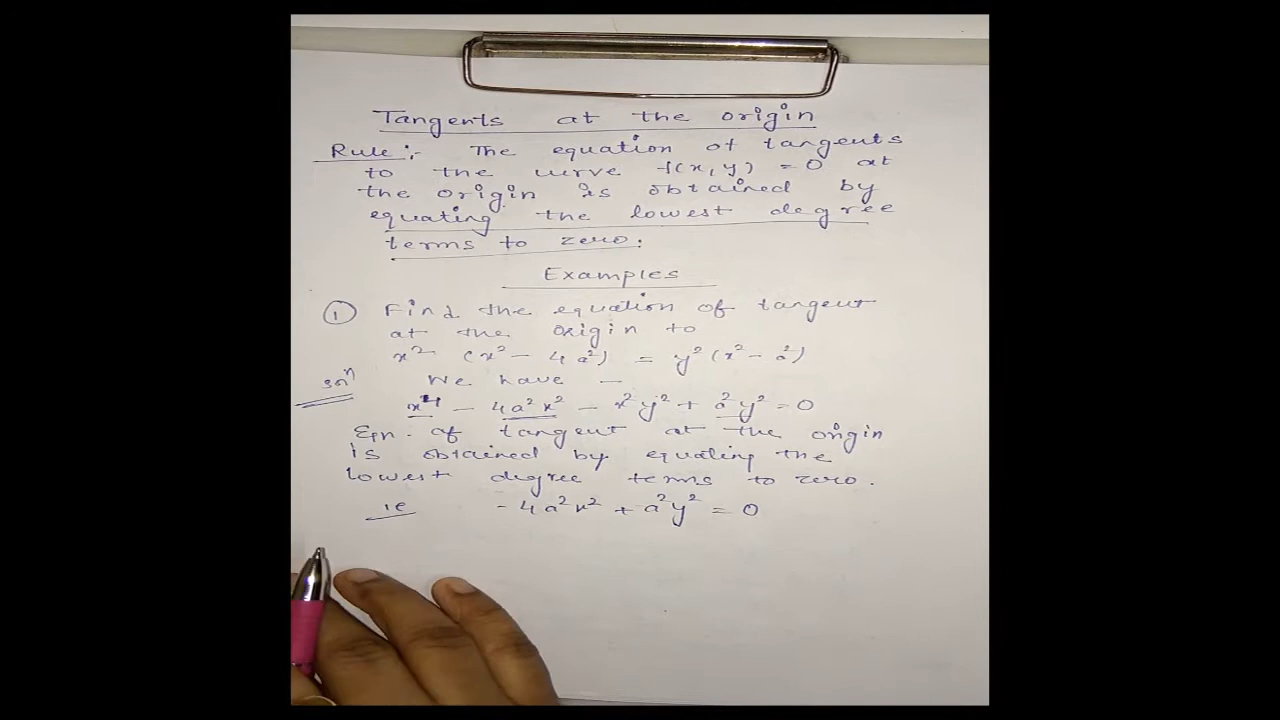 Tangents at the origin
Rule:- The equation of tangents
to the curve f(x, y) = 0 at
the origin is obtained by
equating the lowest degree
terms to zero.
Examples
① Find the equation of tangent
at the origin to
x² (x² - 4a²) = y² (x² - a²)
Solⁿ We have -
x⁴ - 4a²x² - x²y² + a²y² = 0
Eqn. of tangent at the origin
is obtained by equating the
lowest degree terms to zero.
ie - 4a²x² + a²y² = 0